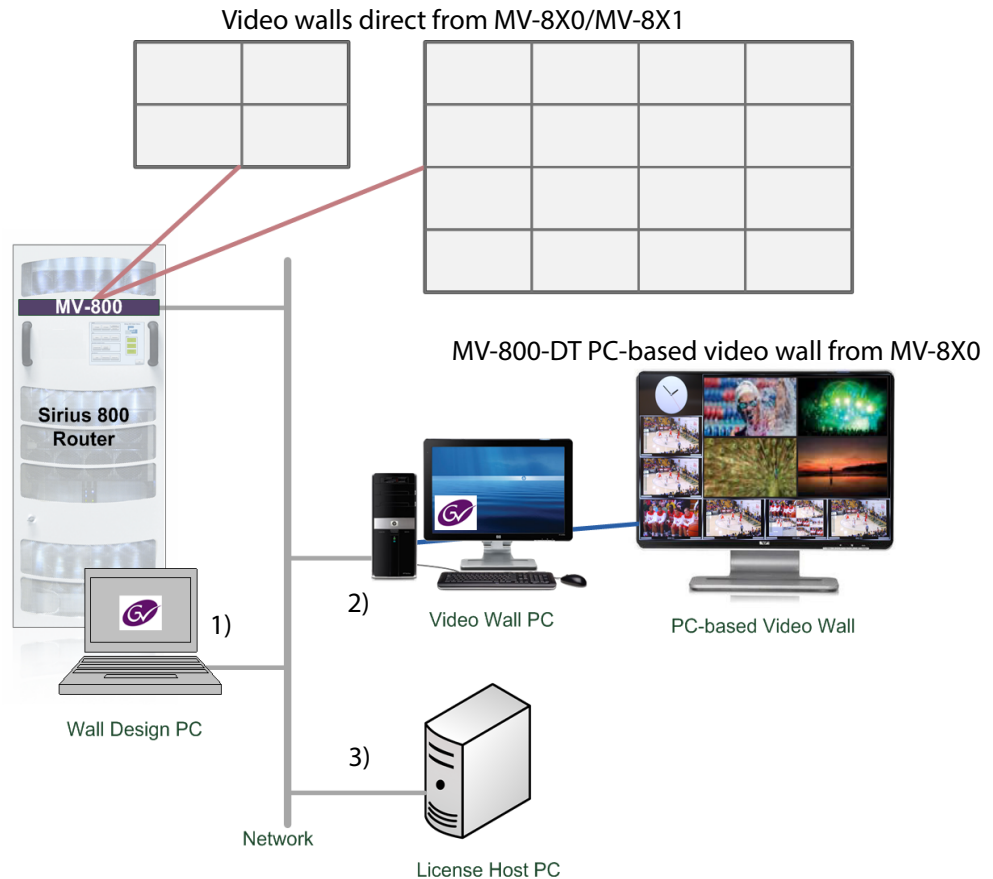 Video walls direct from MV-8X0/MV-8X1
MV-800
Sirius 800
Router
MV-800-DT PC-based video wall from MV-8X0
1)
2)
Video Wall PC
PC-based Video Wall
Wall Design PC
3)
Network
License Host PC